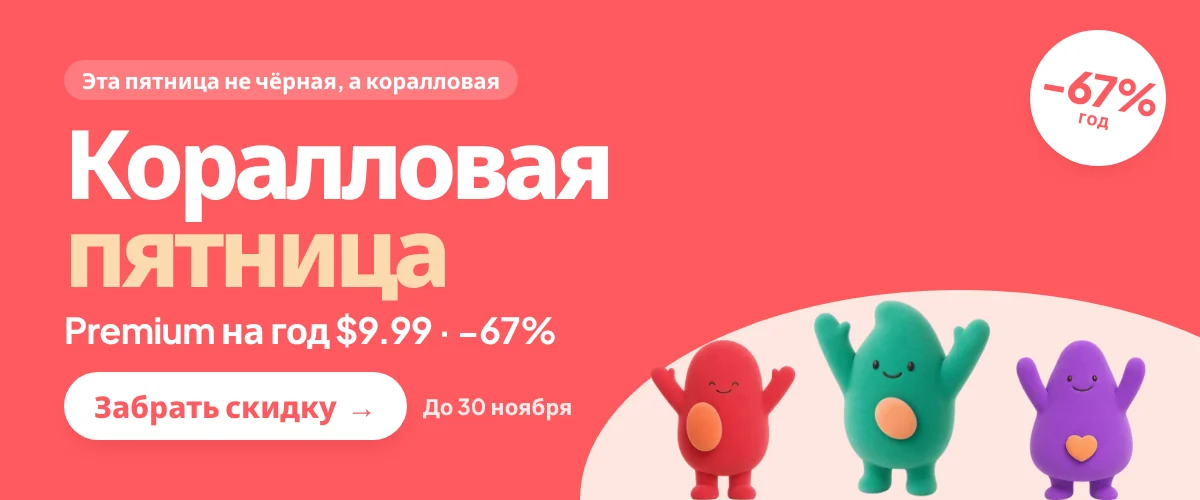 Эта пятница не чёрная, а коралловая
Коралловая
пятница
Premium на год $9.99 · −67%
Забрать скидку →
До 30 ноября
−67%
год